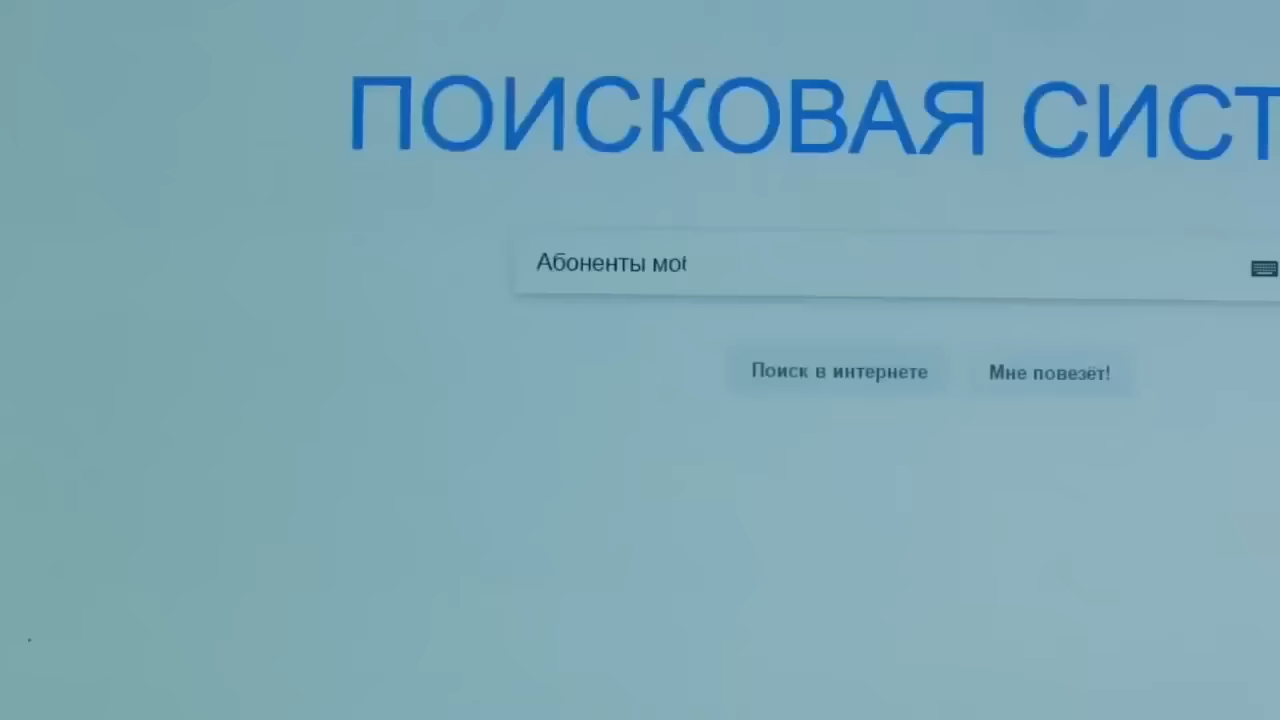 ПОИСКОВАЯ СИСТ
Абоненты мо
Поиск в интернете
Мне повезёт!